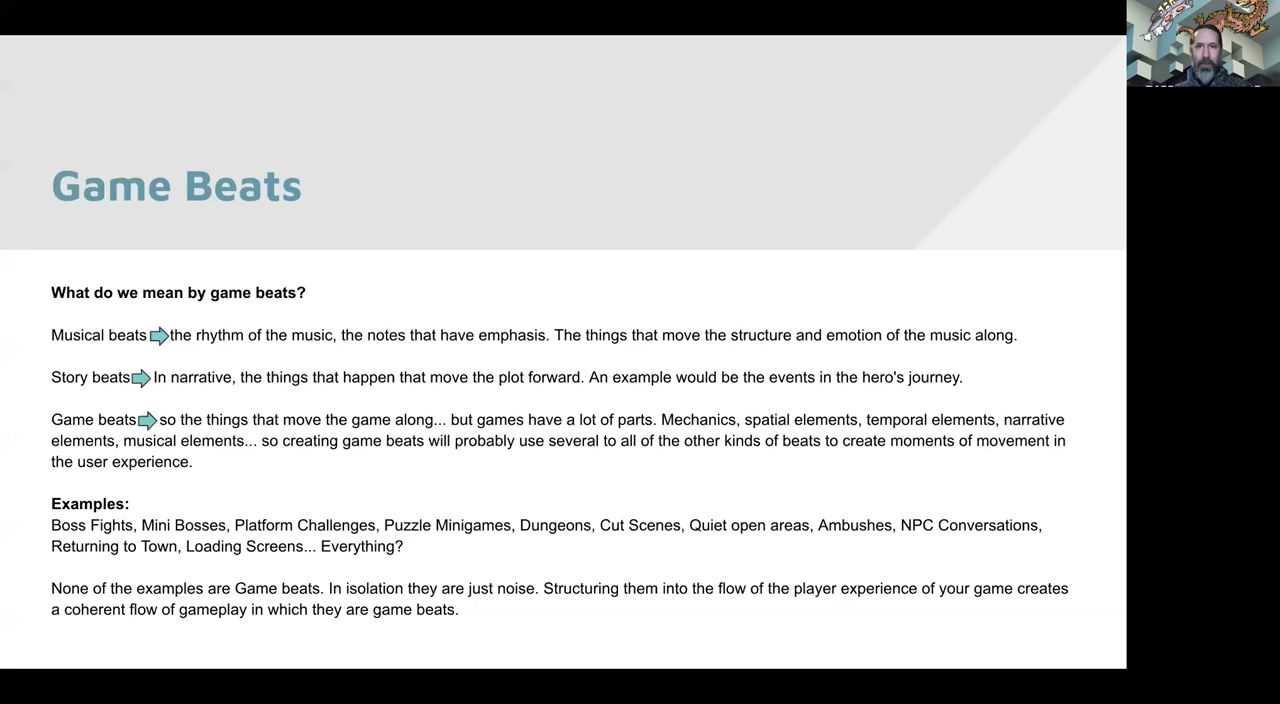 Game Beats
What do we mean by game beats?
Musical beats the rhythm of the music, the notes that have emphasis. The things that move the structure and emotion of the music along.
Story beats In narrative, the things that happen that move the plot forward. An example would be the events in the hero's journey.
Game beats so the things that move the game along... but games have a lot of parts. Mechanics, spatial elements, temporal elements, narrative
elements, musical elements... so creating game beats will probably use several to all of the other kinds of beats to create moments of movement in
the user experience.
Examples:
Boss Fights, Mini Bosses, Platform Challenges, Puzzle Minigames, Dungeons, Cut Scenes, Quiet open areas, Ambushes, NPC Conversations,
Returning to Town, Loading Screens... Everything?
None of the examples are Game beats. In isolation they are just noise. Structuring them into the flow of the player experience of your game creates
a coherent flow of gameplay in which they are game beats.